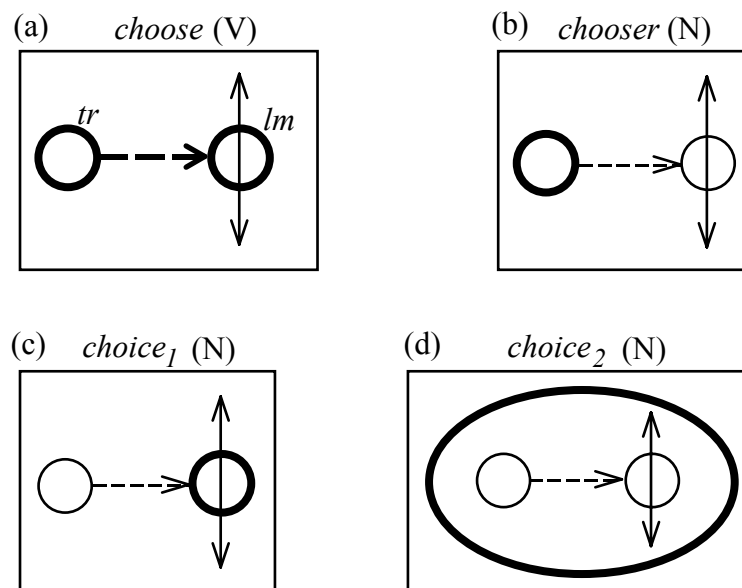 (a) choose (V)
tr
lm
(b) chooser (N)
(c) choice₁ (N)
(d) choice₂ (N)